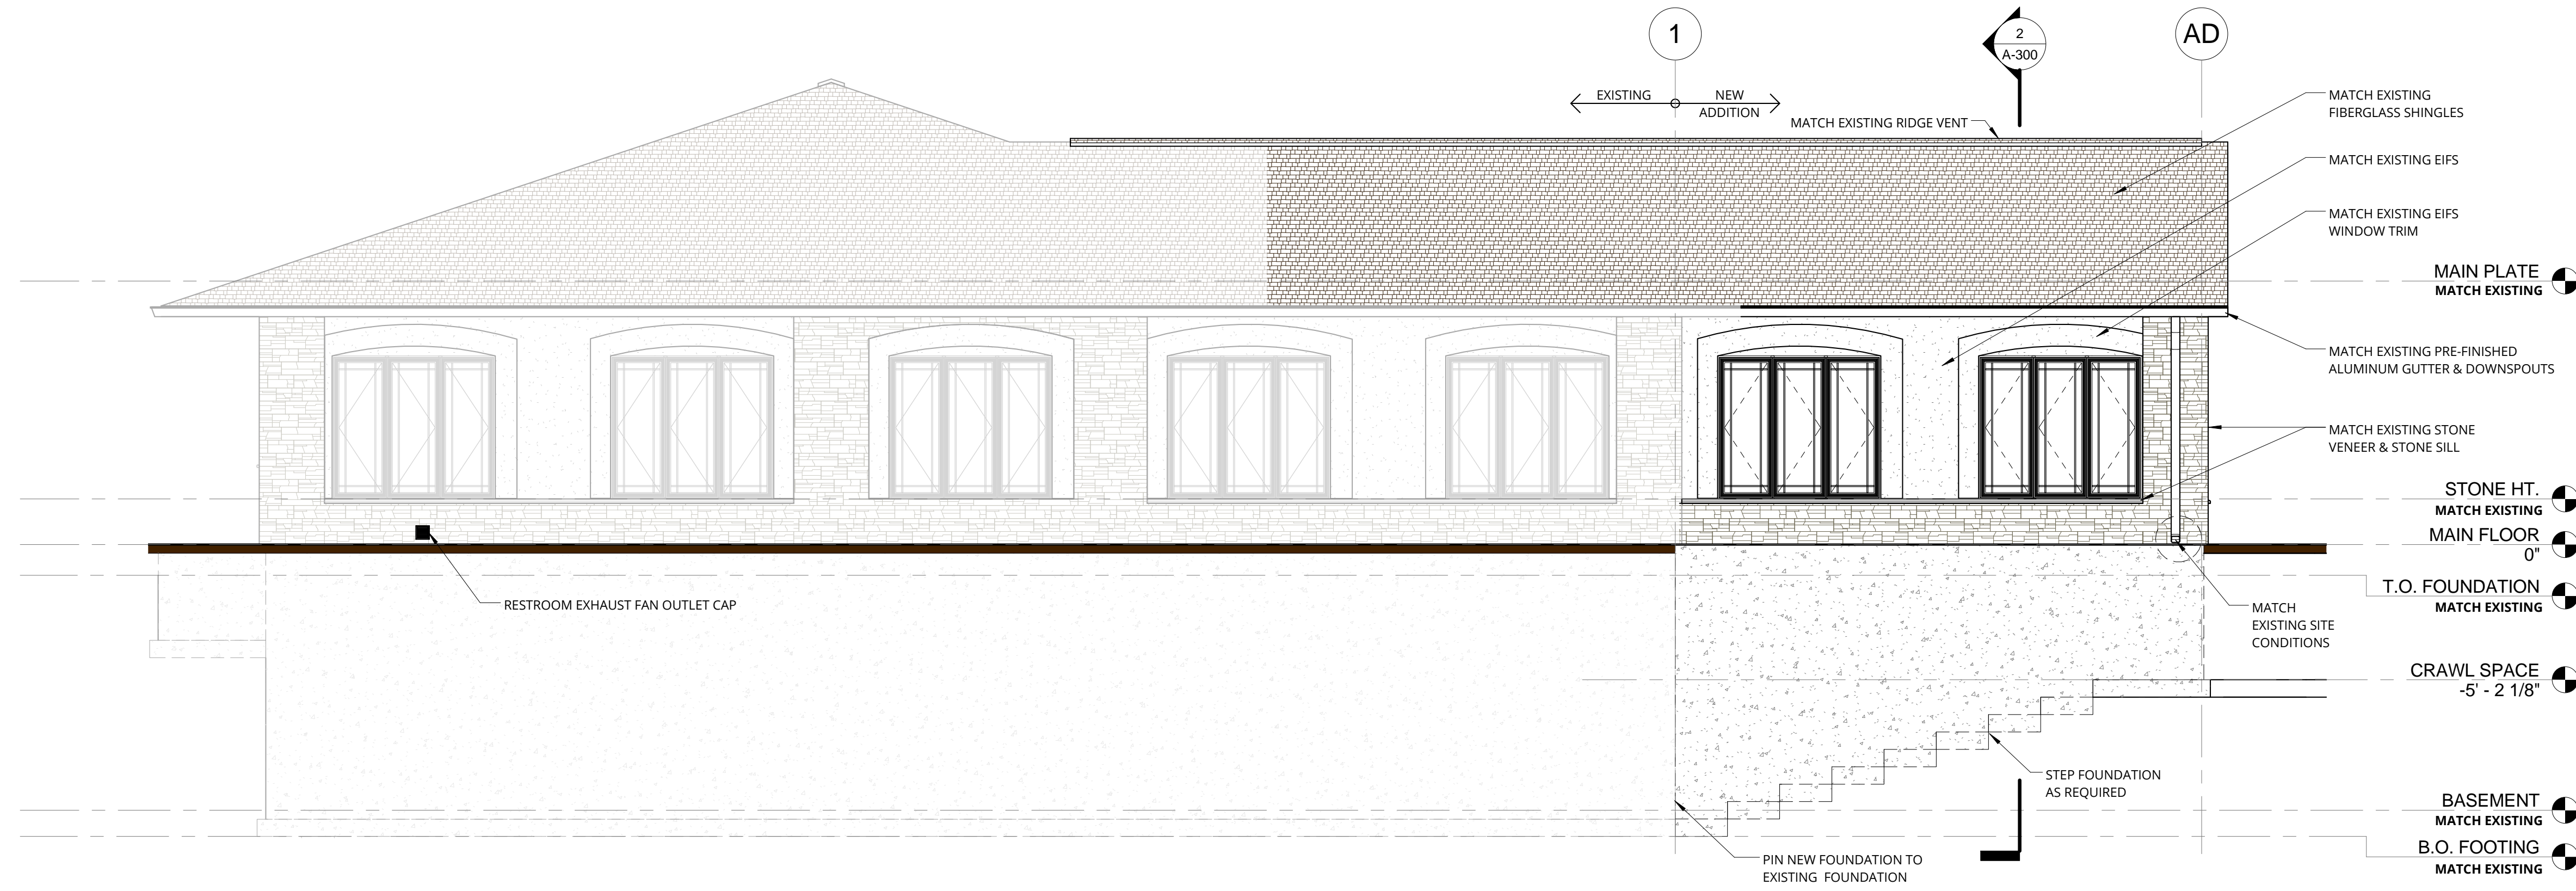 1
2
A-300
AD
EXISTING
NEW
ADDITION
MATCH EXISTING RIDGE VENT
MATCH EXISTING
FIBERGLASS SHINGLES
MATCH EXISTING EIFS
MATCH EXISTING EIFS
WINDOW TRIM
MAIN PLATE
MATCH EXISTING
MATCH EXISTING PRE-FINISHED
ALUMINUM GUTTER & DOWNSPOUTS
MATCH EXISTING STONE
VENEER & STONE SILL
STONE HT.
MATCH EXISTING
MAIN FLOOR
0"
T.O. FOUNDATION
MATCH EXISTING
RESTROOM EXHAUST FAN OUTLET CAP
MATCH
EXISTING SITE
CONDITIONS
CRAWL SPACE
-5' - 2 1/8"
STEP FOUNDATION
AS REQUIRED
BASEMENT
MATCH EXISTING
B.O. FOOTING
MATCH EXISTING
PIN NEW FOUNDATION TO
EXISTING FOUNDATION